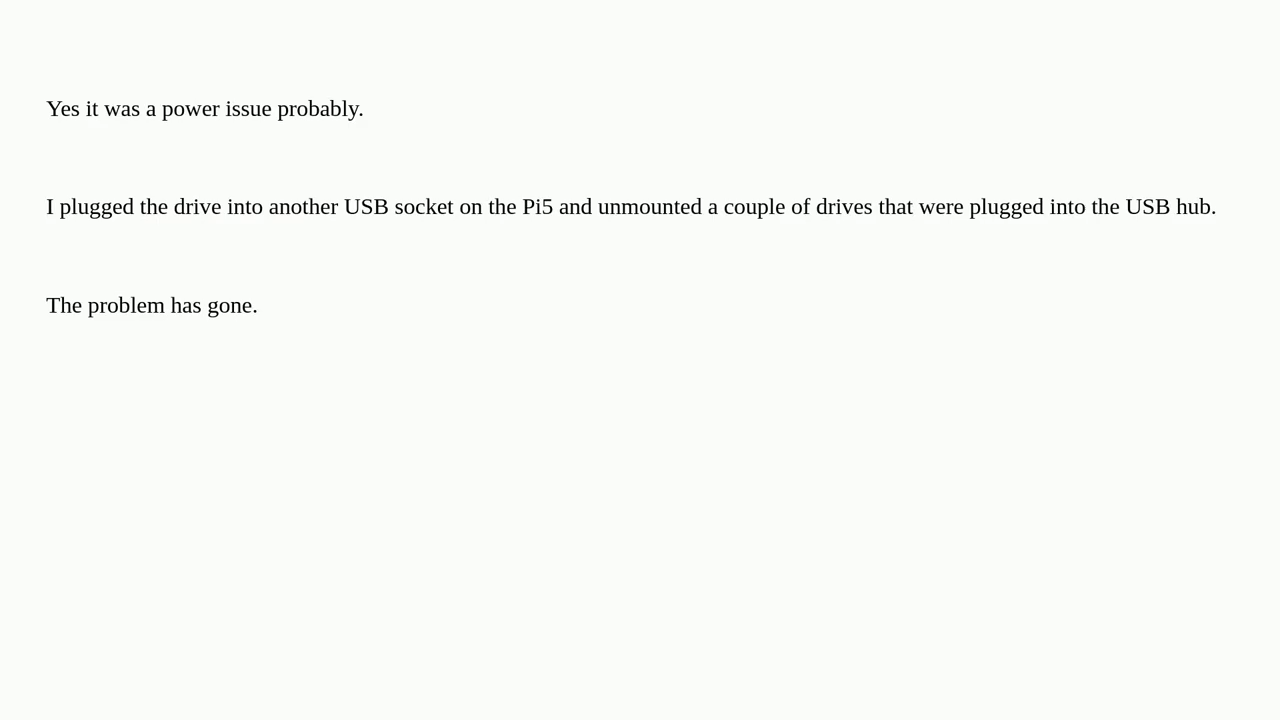 Yes it was a power issue probably.
I plugged the drive into another USB socket on the Pi5 and unmounted a couple of drives that were plugged into the USB hub.
The problem has gone.